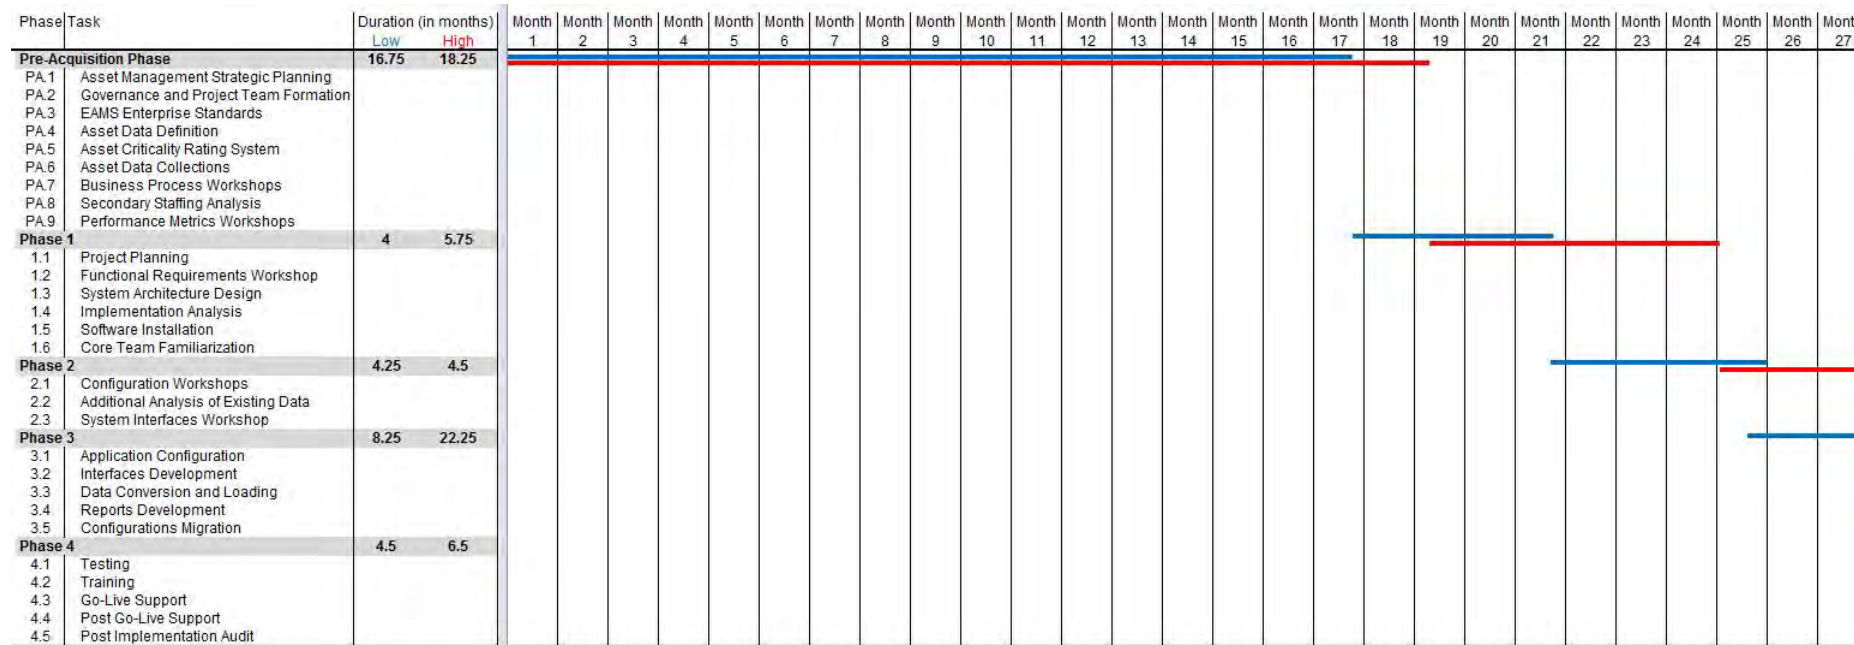 Phase Task Duration (in months) Month Month Month Month Month Month Month Month Month Month Month Month Month Month Month Month Month Month Month Month Month Month Month Month Month Month Mont
Low High 1 2 3 4 5 6 7 8 9 10 11 12 13 14 15 16 17 18 19 20 21 22 23 24 25 26 27
Pre-Acquisition Phase 16.75 18.25
PA.1 Asset Management Strategic Planning
PA.2 Governance and Project Team Formation
PA.3 EAMS Enterprise Standards
PA.4 Asset Data Definition
PA.5 Asset Criticality Rating System
PA.6 Asset Data Collections
PA.7 Business Process Workshops
PA.8 Secondary Staffing Analysis
PA.9 Performance Metrics Workshops
Phase 1 4 5.75
1.1 Project Planning
1.2 Functional Requirements Workshop
1.3 System Architecture Design
1.4 Implementation Analysis
1.5 Software Installation
1.6 Core Team Familiarization
Phase 2 4.25 4.5
2.1 Configuration Workshops
2.2 Additional Analysis of Existing Data
2.3 System Interfaces Workshop
Phase 3 8.25 22.25
3.1 Application Configuration
3.2 Interfaces Development
3.3 Data Conversion and Loading
3.4 Reports Development
3.5 Configurations Migration
Phase 4 4.5 6.5
4.1 Testing
4.2 Training
4.3 Go-Live Support
4.4 Post Go-Live Support
4.5 Post Implementation Audit